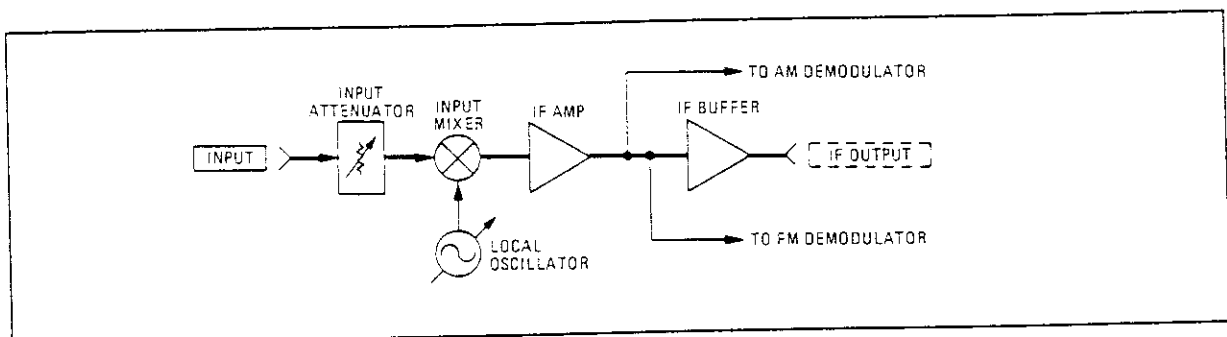 TO AM DEMODULATOR
INPUT
ATTENUATOR
INPUT
MIXER
IF AMP
IF BUFFER
INPUT
IF OUTPUT
LOCAL
OSCILLATOR
TO FM DEMODULATOR